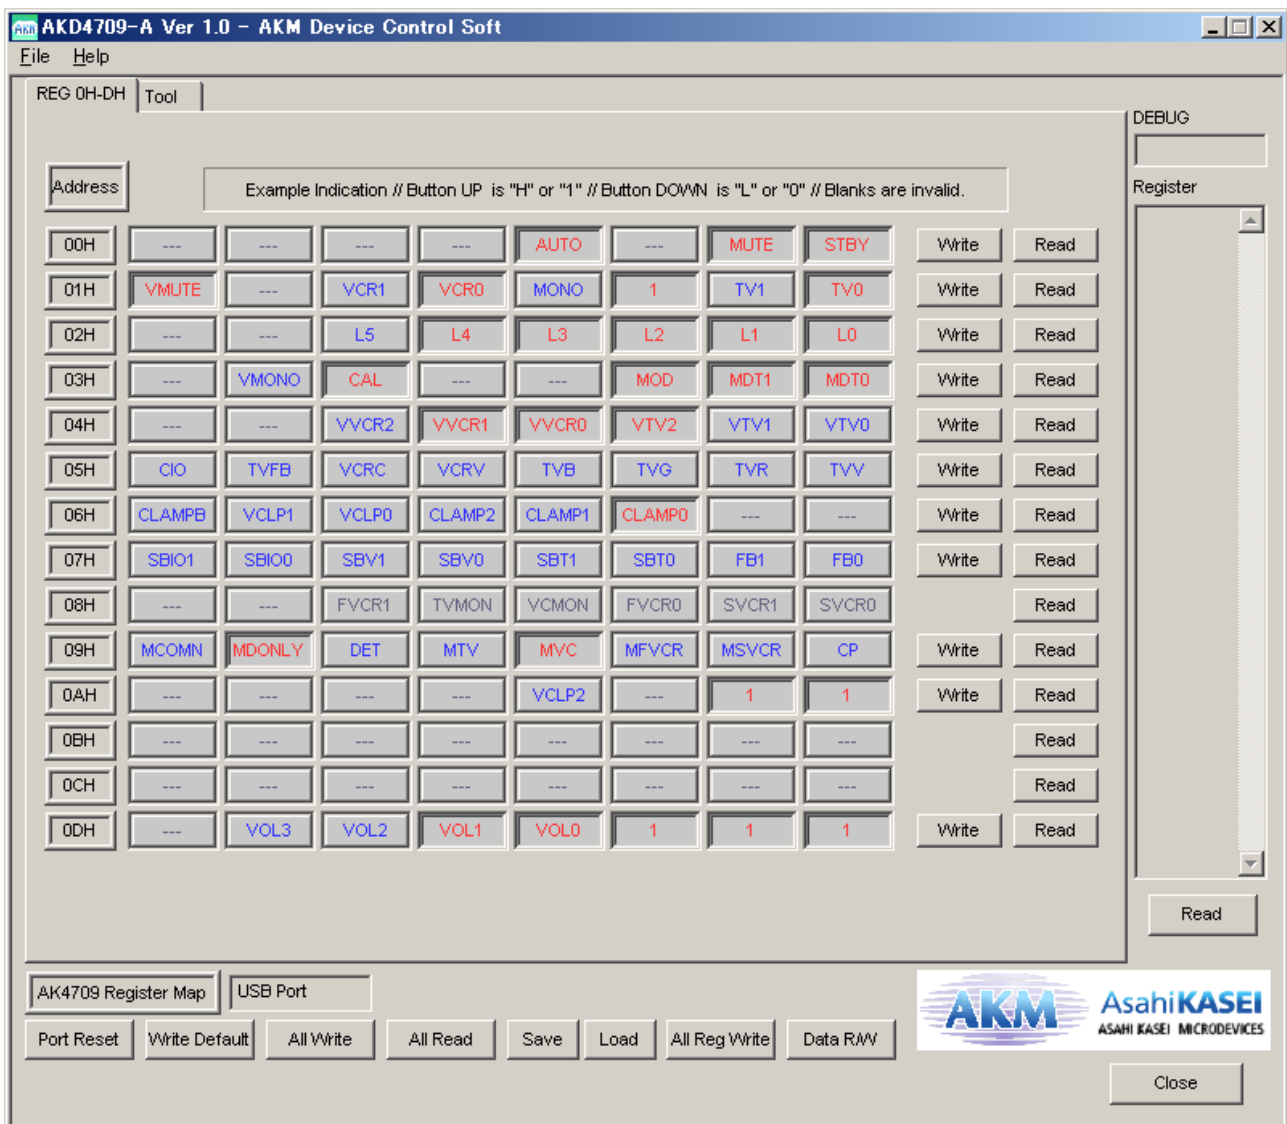 AKM AKD4709-A Ver 1.0 - AKM Device Control Soft
File Help
REG 0H-DH Tool
DEBUG
Address Example Indication // Button UP is "H" or "1" // Button DOWN is "L" or "0" // Blanks are invalid.
Register
00H --- --- --- --- AUTO --- MUTE STBY Write Read
01H VMUTE --- VCR1 VCR0 MONO 1 TV1 TV0 Write Read
02H --- --- L5 L4 L3 L2 L1 L0 Write Read
03H --- VMONO CAL --- --- MOD MDT1 MDT0 Write Read
04H --- --- VVCR2 VVCR1 VVCR0 VTV2 VTV1 VTV0 Write Read
05H CIO TVFB VCRC VCRV TVB TVG TVR TVV Write Read
06H CLAMPB VCLP1 VCLP0 CLAMP2 CLAMP1 CLAMP0 --- --- Write Read
07H SBIO1 SBIO0 SBV1 SBV0 SBT1 SBT0 FB1 FB0 Write Read
08H --- --- FVCR1 TVMON VCMON FVCR0 SVCR1 SVCR0 Read
09H MCOMN MDONLY DET MTV MVC MFVCR MSVCR CP Write Read
0AH --- --- --- --- VCLP2 --- 1 1 Write Read
0BH --- --- --- --- --- --- --- --- Read
0CH --- --- --- --- --- --- --- --- Read
0DH --- VOL3 VOL2 VOL1 VOL0 1 1 1 Write Read
Read
AK4709 Register Map USB Port
Port Reset Write Default All Write All Read Save Load All Reg Write Data R/W
AKM AsahiKASEI
ASAHI KASEI MICRODEVICES
Close